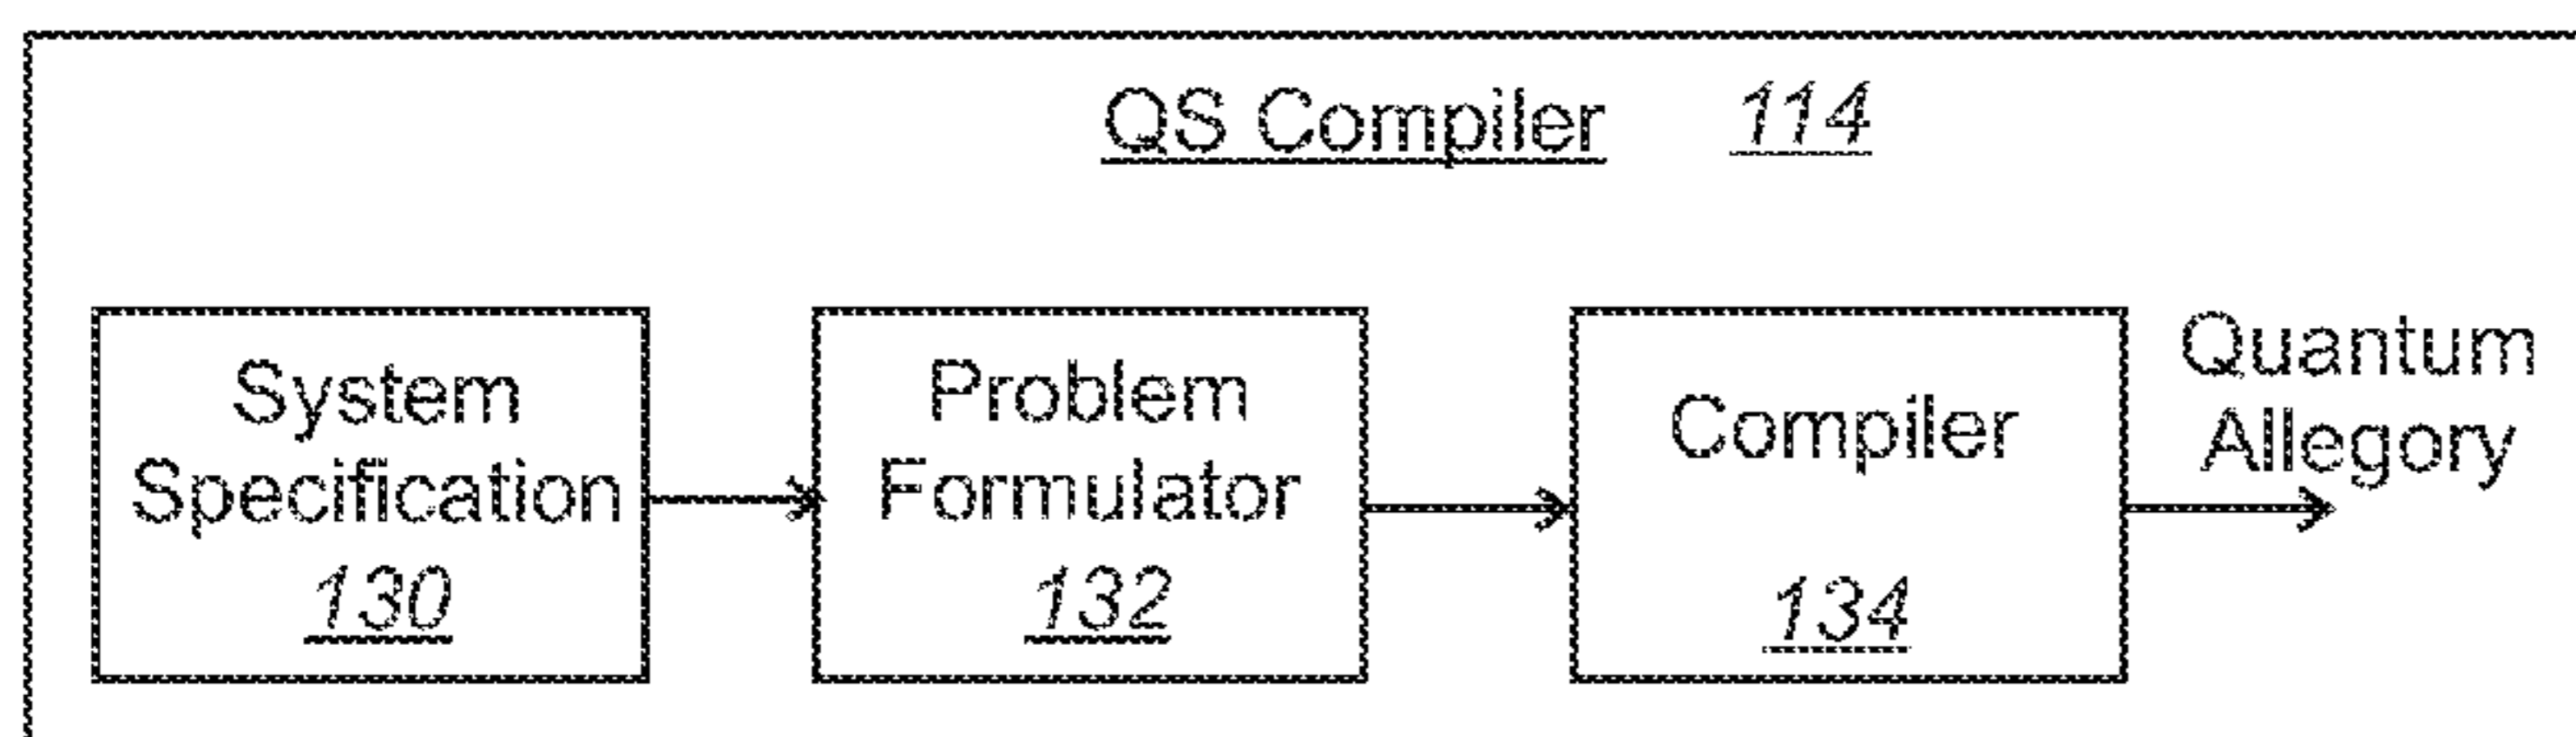 QS Compiler 114
System
Specification
130
Problem
Formulator
132
Compiler
134
Quantum
Allegory